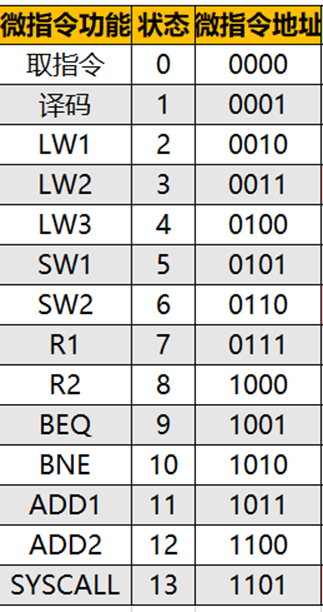 微指令功能 状态 微指令地址
取指令 0 0000
译码 1 0001
LW1 2 0010
LW2 3 0011
LW3 4 0100
SW1 5 0101
SW2 6 0110
R1 7 0111
R2 8 1000
BEQ 9 1001
BNE 10 1010
ADD1 11 1011
ADD2 12 1100
SYSCALL 13 1101